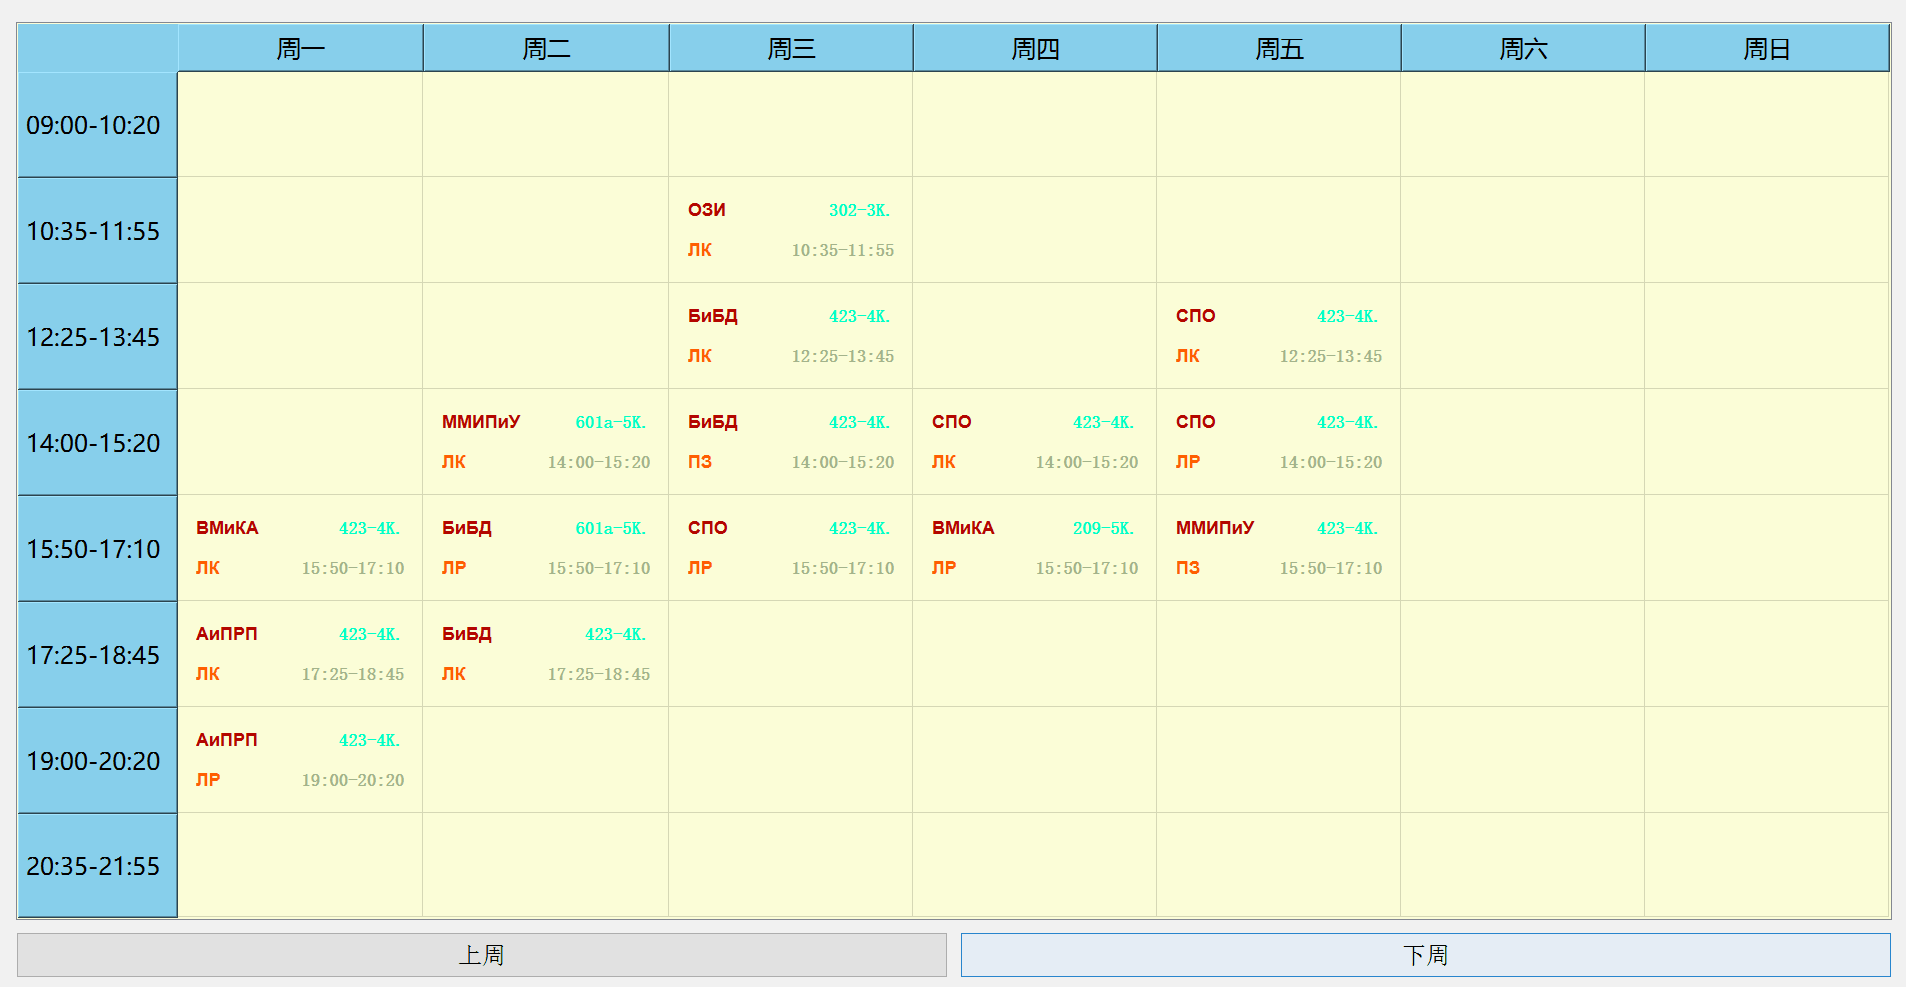 周一 周二 周三 周四 周五 周六 周日
09:00-10:20
10:35-11:55
ОЗИ 302-3К.
ЛК 10:35-11:55
12:25-13:45
БиБД 423-4К. СПО 423-4К.
ЛК 12:25-13:45 ЛК 12:25-13:45
14:00-15:20
ММИПиУ 601а-5К. БиБД 423-4К. СПО 423-4К. СПО 423-4К.
ЛК 14:00-15:20 ПЗ 14:00-15:20 ЛК 14:00-15:20 ЛР 14:00-15:20
15:50-17:10
ВМиКА 423-4К. БиБД 601а-5К. СПО 423-4К. ВМиКА 209-5К. ММИПиУ 423-4К.
ЛК 15:50-17:10 ЛР 15:50-17:10 ЛР 15:50-17:10 ЛР 15:50-17:10 ПЗ 15:50-17:10
17:25-18:45
АиПРП 423-4К. БиБД 423-4К.
ЛК 17:25-18:45 ЛК 17:25-18:45
19:00-20:20
АиПРП 423-4К.
ЛР 19:00-20:20
20:35-21:55
上周 下周